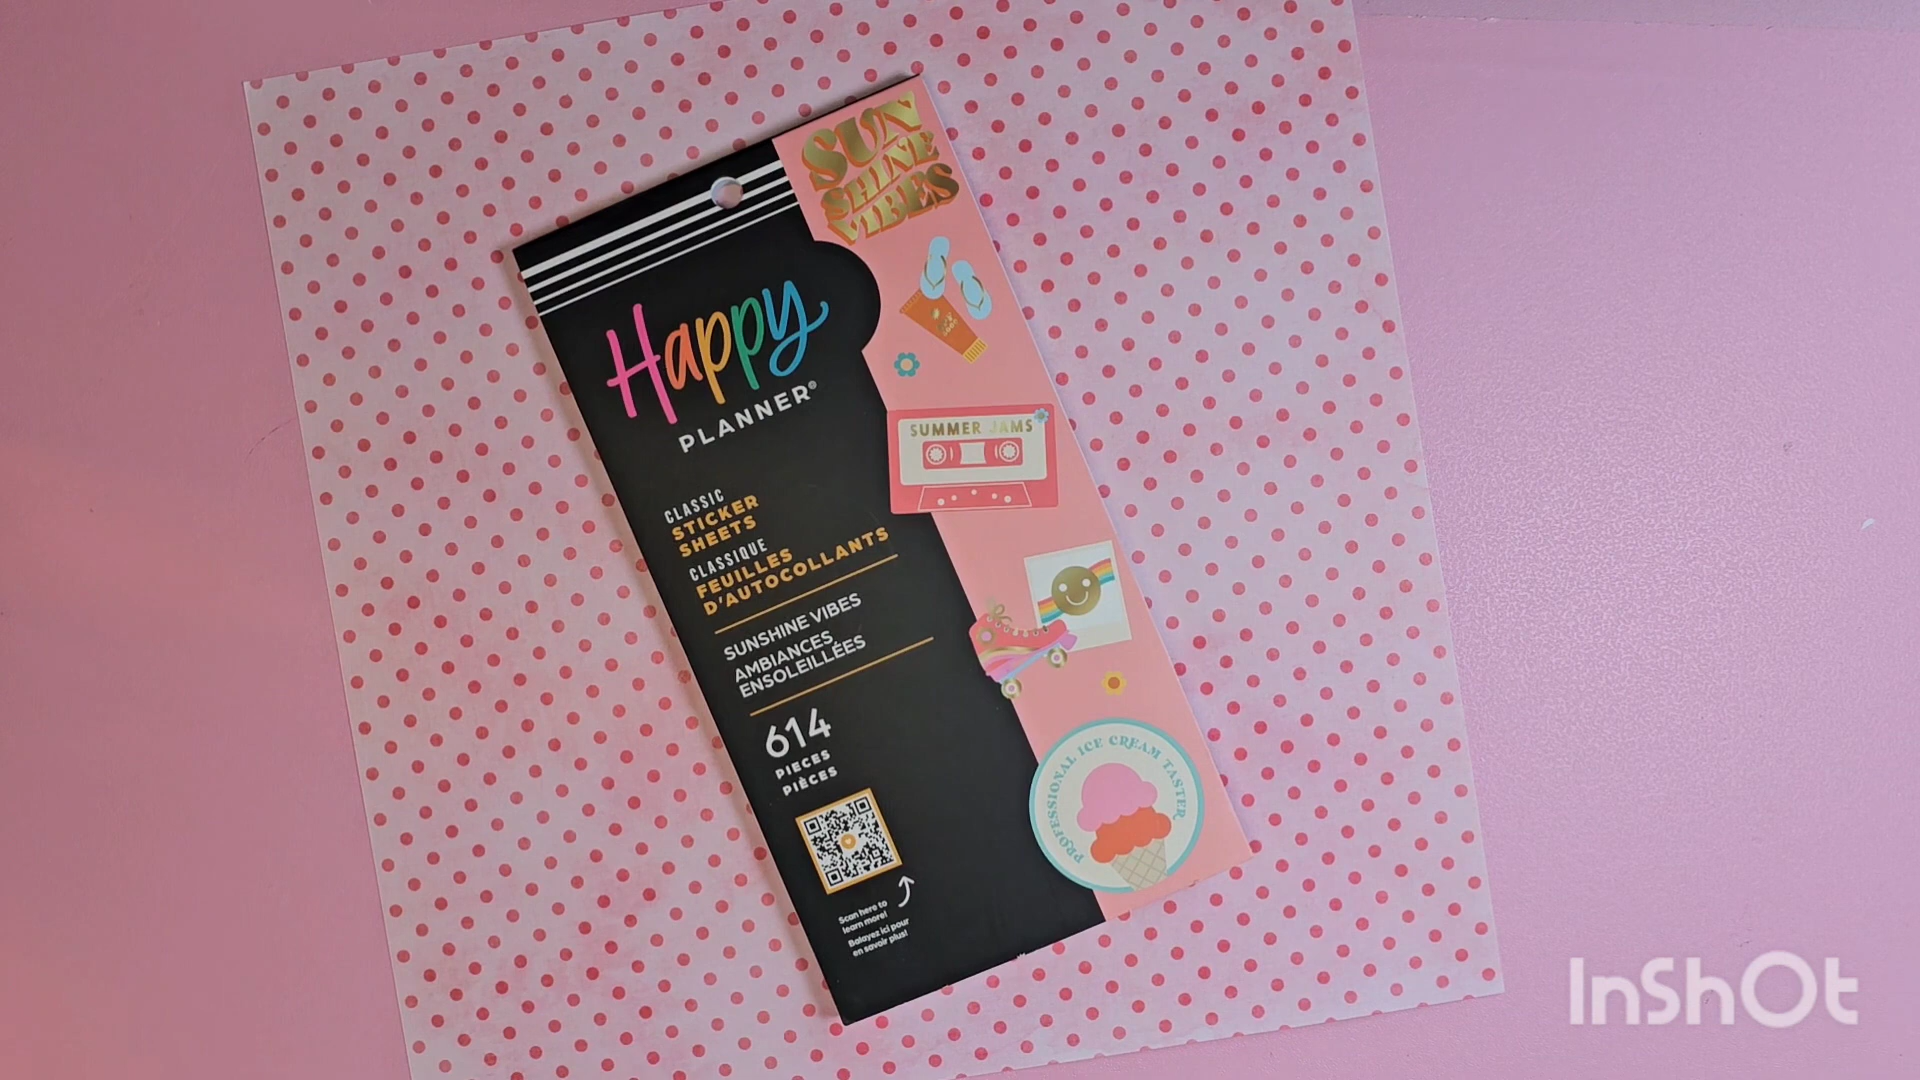 SUN
SHINE
VIBES
Happy
PLANNER®
SUMMER JAMS
CLASSIC
STICKER
SHEETS
CLASSIQUE
FEUILLES
D'AUTOCOLLANTS
SUNSHINE VIBES
AMBIANCES
ENSOLEILLÉES
614
PIECES
PIÈCES
PROFESSIONAL ICE CREAM TASTER
Scan here to
learn more!
Balayez ici pour
en savoir plus!
InShOt